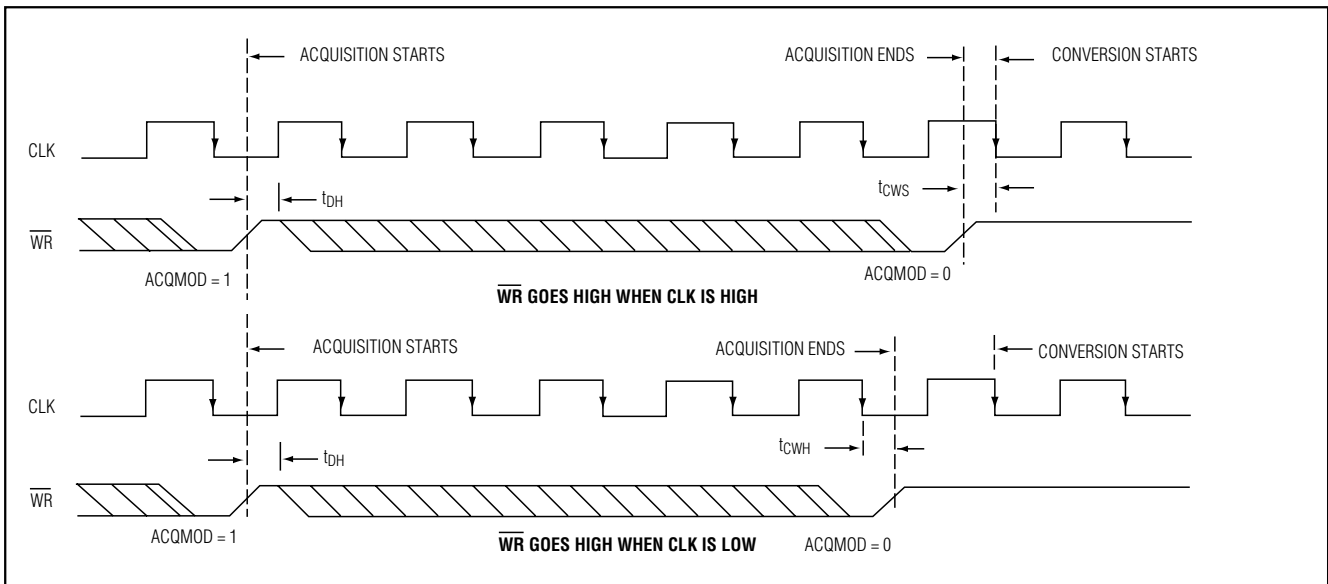 ACQUISITION STARTS
ACQUISITION ENDS
CONVERSION STARTS
CLK
tCWS
tDH
WR
ACQMOD = 1
ACQMOD = 0
WR GOES HIGH WHEN CLK IS HIGH
ACQUISITION STARTS
ACQUISITION ENDS
CONVERSION STARTS
CLK
tCWH
tDH
WR
ACQMOD = 1
WR GOES HIGH WHEN CLK IS LOW
ACQMOD = 0